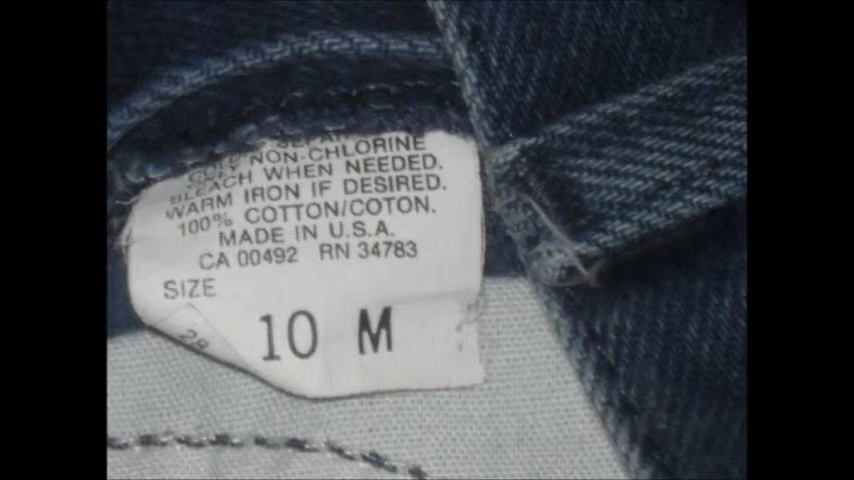 NON-CHLORINE
BLEACH WHEN NEEDED.
WARM IRON IF DESIRED.
100% COTTON/COTON.
MADE IN U.S.A.
CA 00492 RN 34783
SIZE
10 M
29